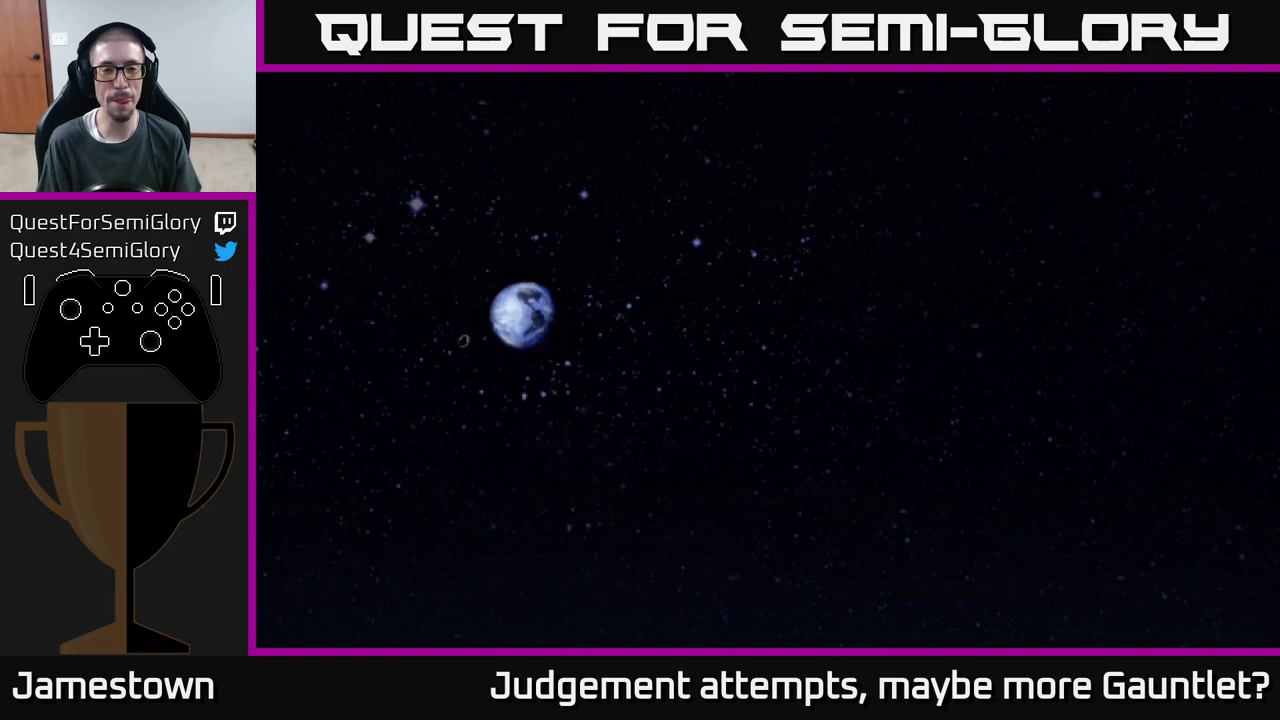 QUEST FOR SEMI-GLORY
QuestForSemiGlory
Quest4SemiGlory
Jamestown
Judgement attempts, maybe more Gauntlet?